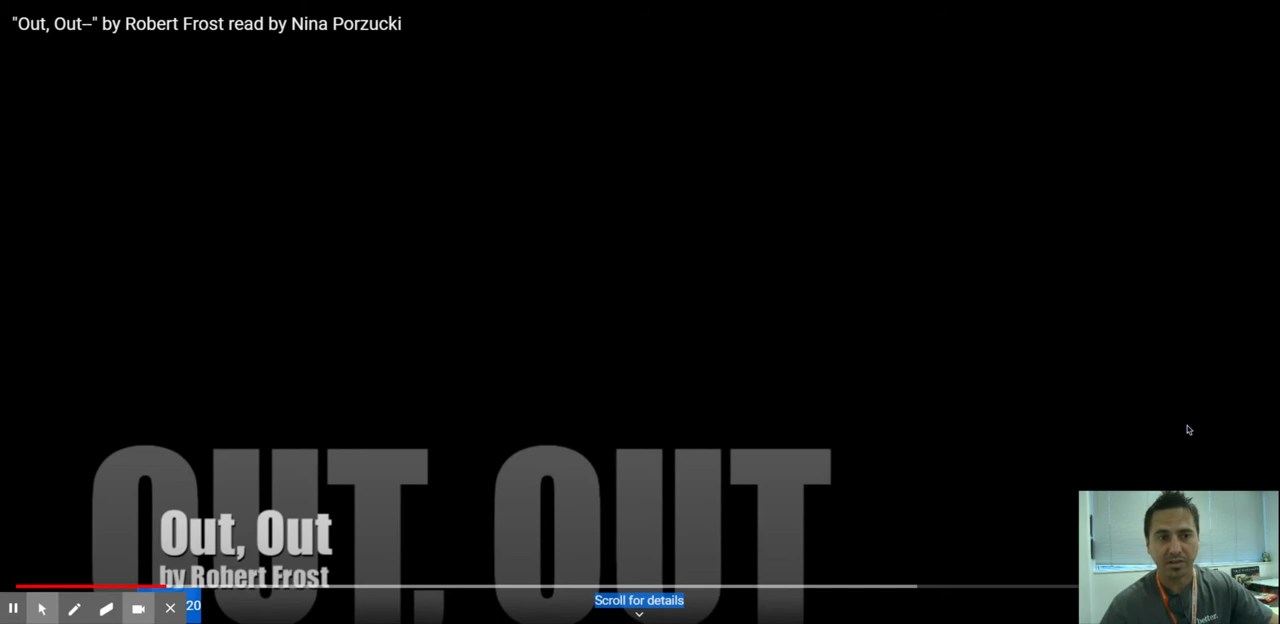 "Out, Out--" by Robert Frost read by Nina Porzucki
OUT, OUT
Out, Out
by Robert Frost
20
Scroll for details
better.